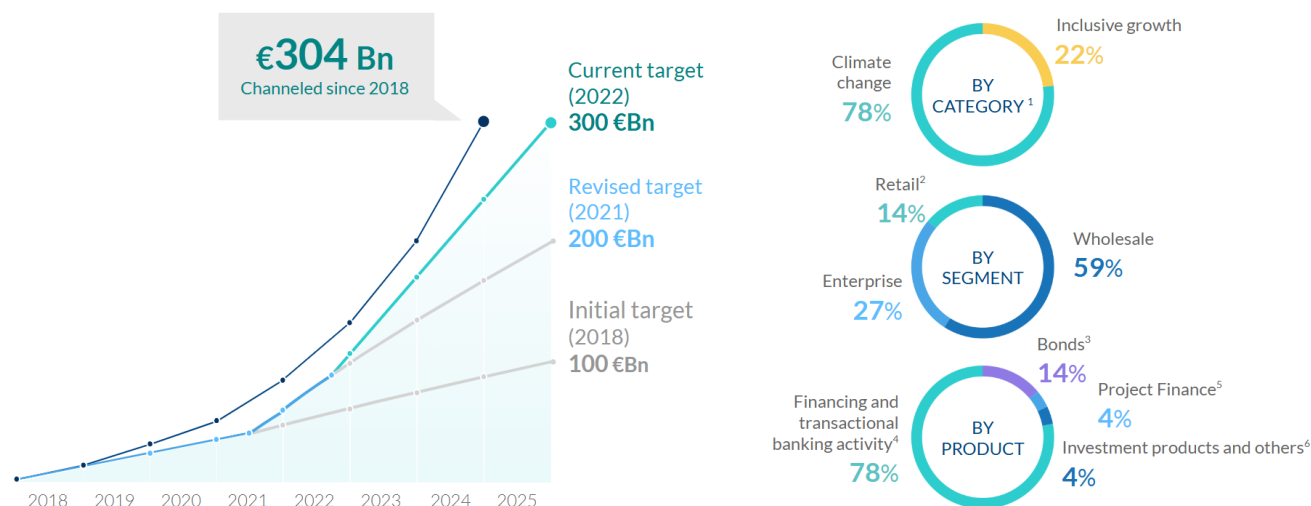 €304 Bn
Channeled since 2018
Current target
(2022)
300 €Bn
Revised target
(2021)
200 €Bn
Initial target
(2018)
100 €Bn
2018 2019 2020 2021 2022 2023 2024 2025
Inclusive growth
22%
Climate
change
78%
BY
CATEGORY ¹
Retail²
14%
Wholesale
59%
BY
SEGMENT
Enterprise
27%
Bonds³
14%
Project Finance⁵
4%
Financing and
transactional
banking activity⁴
78%
BY
PRODUCT
Investment products and others⁶
4%